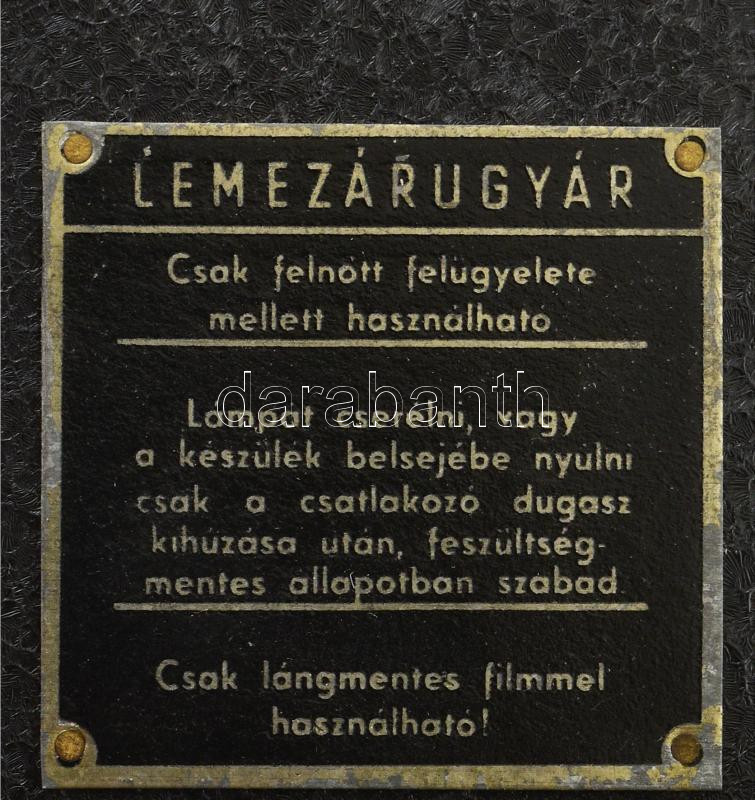 LEMEZÁRUGYÁR
Csak felnőtt felügyelete
mellett használható
darabanth
Lámpát cserélni, vagy
a készülék belsejébe nyúlni
csak a csatlakozó dugasz
kihúzása után, feszültség-
mentes állapotban szabad
Csak lángmentes filmmel
használható!